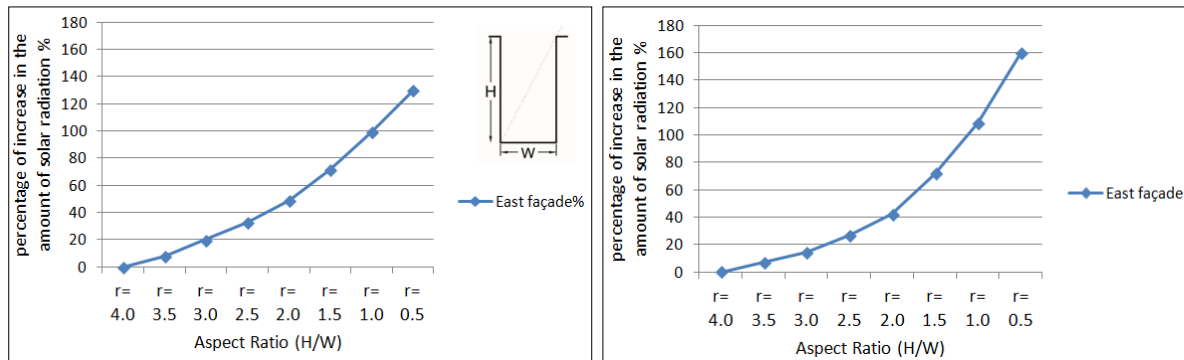 percentage of increase in the
amount of solar radiation %
180
160
140
120
100
80
60
40
20
0
r=
4.0
r=
3.5
r=
3.0
r=
2.5
r=
2.0
r=
1.5
r=
1.0
r=
0.5
Aspect Ratio (H/W)
H
W
East façade%
percentage of increase in the
amount of solar radiation %
180
160
140
120
100
80
60
40
20
0
r=
4.0
r=
3.5
r=
3.0
r=
2.5
r=
2.0
r=
1.5
r=
1.0
r=
0.5
Aspect Ratio (H/W)
East façade